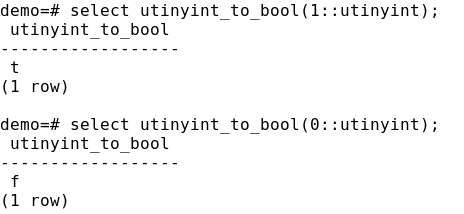 demo=# select utinyint_to_bool(1::utinyint);
 utinyint_to_bool
------------------
 t
(1 row)

demo=# select utinyint_to_bool(0::utinyint);
 utinyint_to_bool
------------------
 f
(1 row)